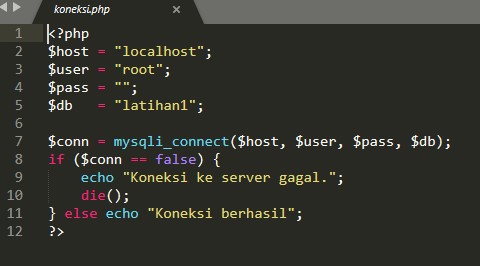 koneksi.php ×
1 <?php
2 $host = "localhost";
3 $user = "root";
4 $pass = "";
5 $db   = "latihan1";
6
7 $conn = mysqli_connect($host, $user, $pass, $db);
8 if ($conn == false) {
9     echo "Koneksi ke server gagal.";
10     die();
11 } else echo "Koneksi berhasil";
12 ?>